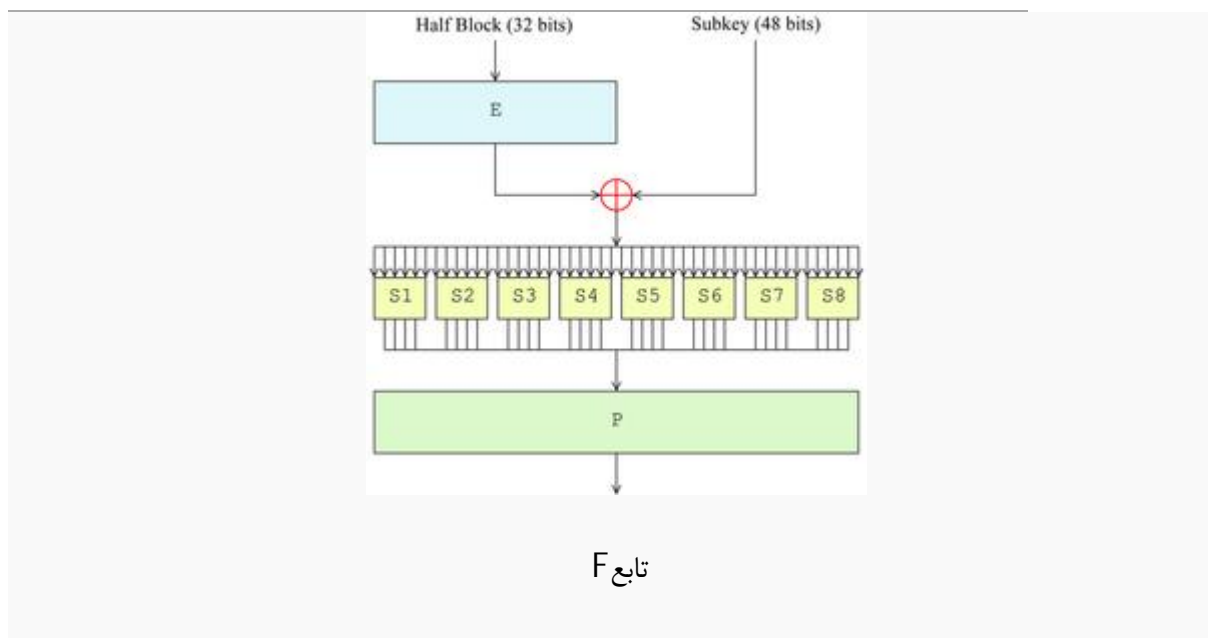 Half Block (32 bits) Subkey (48 bits)
E
S1 S2 S3 S4 S5 S6 S7 S8
P
تابع F